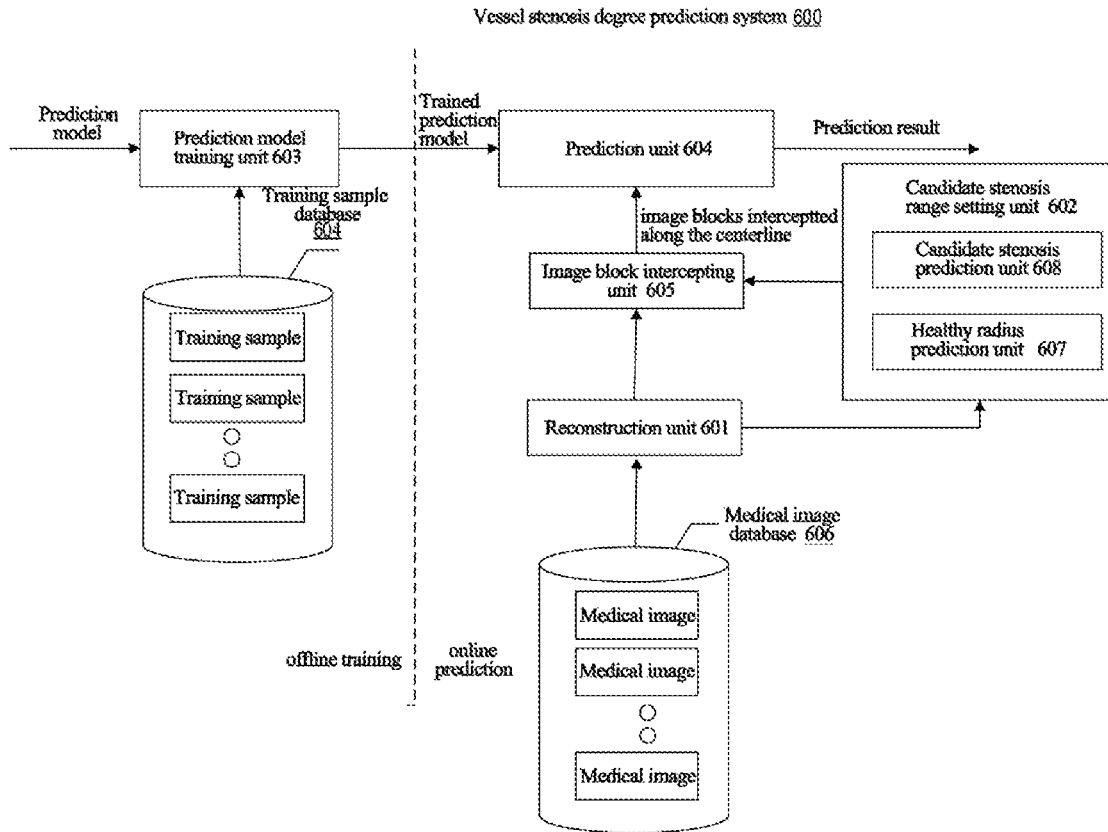 Vessel stenosis degree prediction system 600
Prediction
model
Prediction model
training unit 603
Trained
prediction
model
Prediction unit 604
Prediction result
Training sample
database
604
image blocks interceptted
along the centerline
Candidate stenosis
range setting unit 602
Candidate stenosis
prediction unit 608
Healthy radius
prediction unit 607
Image block intercepting
unit 605
Training sample
Training sample
Training sample
Reconstruction unit 601
Medical image
database 606
Medical image
Medical image
Medical image
offline training
online
prediction